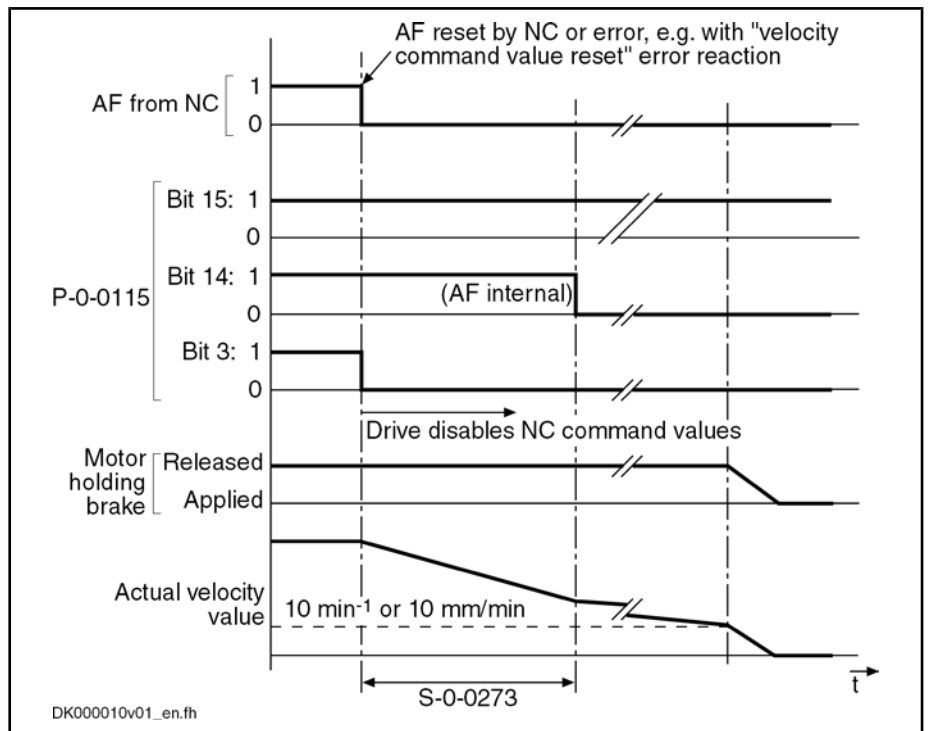 AF reset by NC or error, e.g. with "velocity
command value reset" error reaction
AF from NC
1
0
P-0-0115
Bit 15: 1
0
Bit 14: 1
(AF internal)
0
Bit 3: 1
0
Drive disables NC command values
Motor
holding
brake
Released
Applied
Actual velocity
value
10 min-1 or 10 mm/min
S-0-0273
t
DK000010v01_en.fh